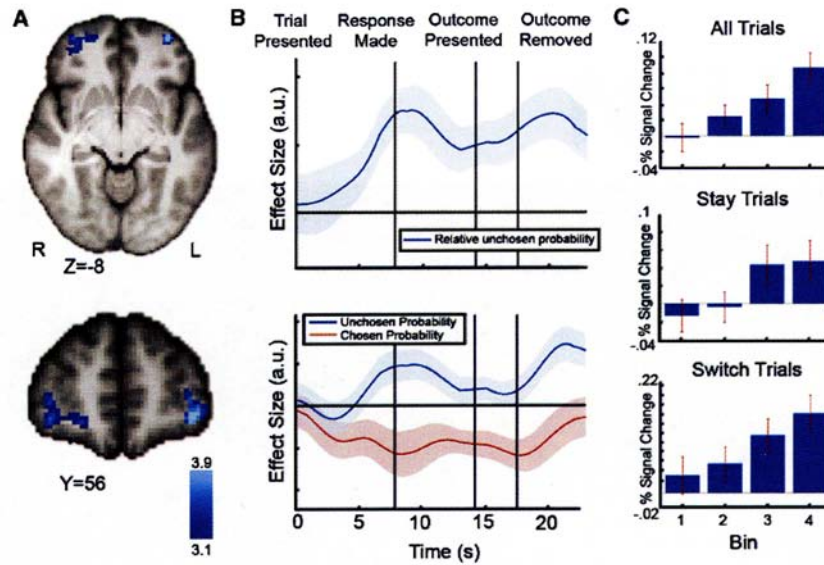 A
R
L
Z=-8
Y=56
3.9
3.1
B
Trial Presented
Response Made
Outcome Presented
Outcome Removed
Effect Size (a.u.)
Relative unchosen probability
Unchosen Probability
Chosen Probability
Effect Size (a.u.)
0 5 10 15 20
Time (s)
C
All Trials
.12
% Signal Change
-.04
Stay Trials
.1
% Signal Change
-.04
Switch Trials
.22
% Signal Change
-.02
1 2 3 4
Bin